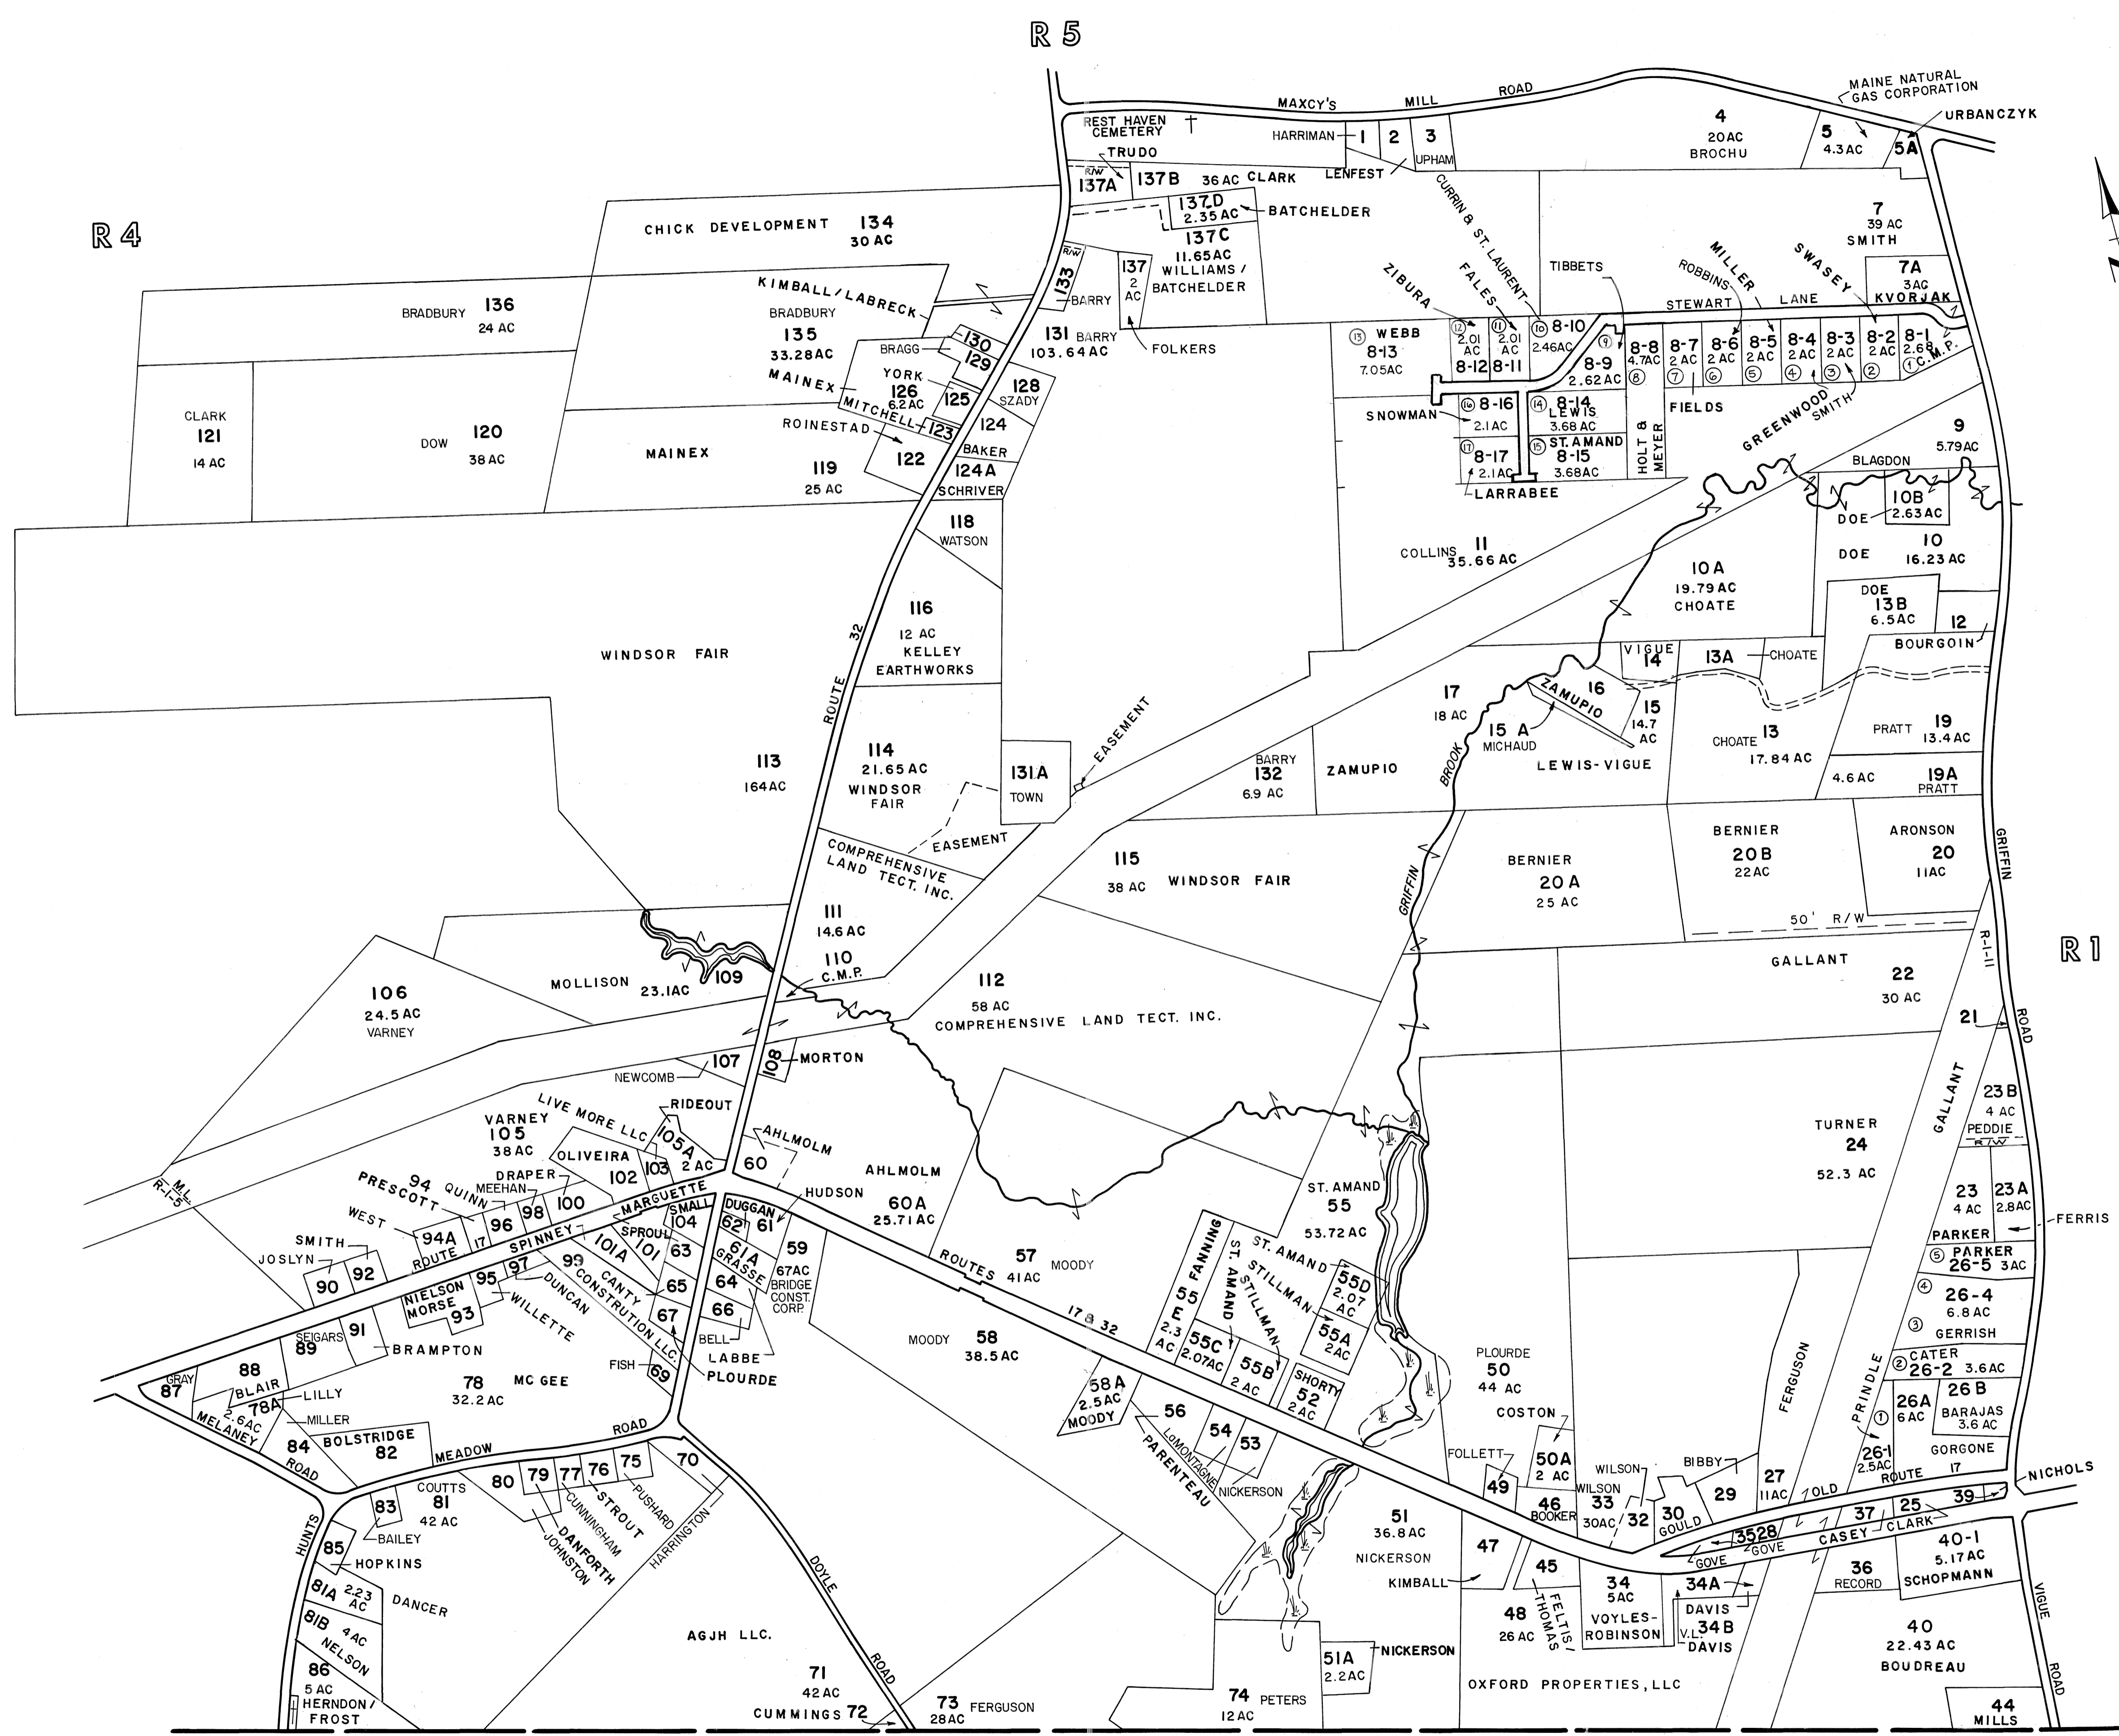 R 5
R 4
R 1
MAXCY'S MILL ROAD
MAINE NATURAL
GAS CORPORATION
URBANCZYK
REST HAVEN
CEMETERY
HARRIMAN
1
2
3
UPHAM
LENFEST
4
20 AC
BROCHU
5
4.3 AC
5A
TRUDO
R/W
137A
137B 36 AC CLARK
137D
2.35 AC
BATCHELDER
137C
11.65 AC
WILLIAMS /
BATCHELDER
CHICK DEVELOPMENT 134
30 AC
R/W
133
BARRY
137
2
AC
FOLKERS
131 BARRY
103.64 AC
7
39 AC
SMITH
7A
3 AC
KVORJAK
CURRIN & ST. LAURENT
ZIBURA
FALES
TIBBETS
ROBBINS
MILLER
SWASEY
STEWART LANE
BRADBURY 136
24 AC
KIMBALL/LABRECK
BRADBURY
135
33.28 AC
130
129
BRAGG
YORK
126
6.2 AC
125
MAINEX
MITCHELL
123
ROINESTAD
122
128
SZADY
124
BAKER
124A
SCHRIVER
13 WEBB
8-13
7.05 AC
12
2.01
AC
8-12
11
2.01
AC
8-11
10 8-10
2.46 AC
9
8-9
2.62 AC
8-8
4.7 AC
8
8-7
2 AC
7
8-6
2 AC
6
8-5
2 AC
5
8-4
2 AC
4
8-3
2 AC
3
8-2
2 AC
2
8-1
2.68
1
C.M.P.
SNOWMAN
16 8-16
2.1 AC
14 8-14
LEWIS
3.68 AC
17
8-17
2.1 AC
15 ST. AMAND
8-15
3.68 AC
LARRABEE
HOLT &
MEYER
FIELDS
GREENWOOD
SMITH
9
5.79 AC
BLAGDON
CLARK
121
14 AC
DOW 120
38 AC
MAINEX
119
25 AC
118
WATSON
COLLINS 11
35.66 AC
10B
DOE 2.63 AC
DOE 10
16.23 AC
10 A
19.79 AC
CHOATE
DOE
13B
6.5 AC
12
BOURGOIN
WINDSOR FAIR
ROUTE 32
116
12 AC
KELLEY
EARTHWORKS
VIGUE
14
13A CHOATE
16
ZAMUPIO
15
14.7
AC
15 A
MICHAUD
17
18 AC
LEWIS-VIGUE
CHOATE 13
17.84 AC
PRATT 19
13.4 AC
4.6 AC 19A
PRATT
113
164 AC
114
21.65 AC
WINDSOR
FAIR
131A
TOWN
EASEMENT
EASEMENT
BARRY
132
6.9 AC
ZAMUPIO
GRIFFIN BROOK
COMPREHENSIVE
LAND TECT. INC.
115
38 AC WINDSOR FAIR
BERNIER
20 A
25 AC
BERNIER
20 B
22 AC
ARONSON
20
11 AC
50' R/W
GRIFFIN ROAD
R-1-11
111
14.6 AC
110
C.M.P.
106
24.5 AC
VARNEY
MOLLISON 23.1 AC 109
112
58 AC
COMPREHENSIVE LAND TECT. INC.
GALLANT
22
30 AC
21
GALLANT
107
NEWCOMB
108
MORTON
23 B
4 AC
PEDDIE
R/W
VARNEY
105
38 AC
LIVE MORE LLC
RIDEOUT
105A
2 AC
103
OLIVEIRA
102
AHLMOLM
60
AHLMOLM
60A
25.71 AC
TURNER
24
52.3 AC
M.L.
R-1-5
94
PRESCOTT
QUINN
MEEHAN
DRAPER
100
98
96
WEST
94A
SMITH
JOSLYN
92
90
ROUTE 17
SPINNEY
MARGUETTE
SMALL
104
SPROUL
101
101A
63
DUGGAN
62
61
HUDSON
61A
GRASSE
59
67 AC
BRIDGE
CONST.
CORP.
64
65
66
67
BELL
LABBE
PLOURDE
FISH
69
99
CANTY
CONSTRUTION LLC.
95
97
DUNCAN
WILLETTE
NIELSON
MORSE
93
SEIGARS
89
91
BRAMPTON
ROUTES 17 & 32
57 MOODY
41 AC
MOODY 58
38.5 AC
ST. AMAND
55
53.72 AC
55 FANNING
E
2.3
AC
ST. AMAND
STILLMAN
ST. AMAND
STILLMAN
55D
2.07
AC
55A
2 AC
55C
2.07 AC
55B
2 AC
SHORTY
52
2 AC
23
4 AC
PARKER
23A
2.8 AC
FERRIS
5 PARKER
26-5 3 AC
4
26-4
6.8 AC
3
GERRISH
CATER
2 26-2 3.6 AC
26A
6 AC
26 B
BARAJAS
3.6 AC
1
26-1
2.5 AC
GORGONE
PRINDLE
FERGUSON
GRAY
87
88
BLAIR
LILLY
78A
2.6 AC
MELANEY
MILLER
84
BOLSTRIDGE
82
78
32.2 AC
MC GEE
ROAD
MEADOW ROAD
58 A
2.5 AC
MOODY
56
PARENTEAU
LaMONTAGNE
54
53
NICKERSON
PLOURDE
50
44 AC
COSTON
50A
2 AC
FOLLETT
49
46
BOOKER
WILSON
WILSON
33
30 AC
32
30
GOULD
BIBBY
29
27
11 AC
OLD ROUTE 17
NICHOLS
39
25
37
3528
GOVE
GOVE
CASEY
CLARK
COUTTS
81
42 AC
80
79
77
76
75
70
CUNNINGHAM
STROUT
PUSHARD
DANFORTH
JOHNSTON
HARRINGTON
83
BAILEY
HUNTS
85
HOPKINS
81A
2.23
AC
DANCER
81B
4 AC
NELSON
86
5 AC
HERNDON /
FROST
DOYLE ROAD
AGJH LLC.
71
42 AC
CUMMINGS 72
73 FERGUSON
28 AC
51
36.8 AC
NICKERSON
47
KIMBALL
45
FELTIS /
THOMAS
48
26 AC
34
5 AC
VOYLES-
ROBINSON
34A
DAVIS
V.L. 34B
DAVIS
36
RECORD
40-1
5.17 AC
SCHOPMANN
VIGUE ROAD
40
22.43 AC
BOUDREAU
51A
2.2 AC
NICKERSON
74 PETERS
12 AC
OXFORD PROPERTIES, LLC
44
MILLS